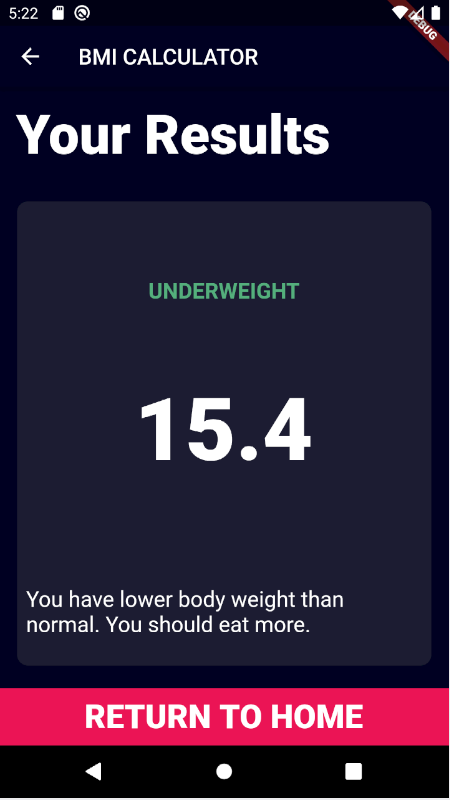 5:22
DEBUG
BMI CALCULATOR
Your Results
UNDERWEIGHT
15.4
You have lower body weight than
normal. You should eat more.
RETURN TO HOME